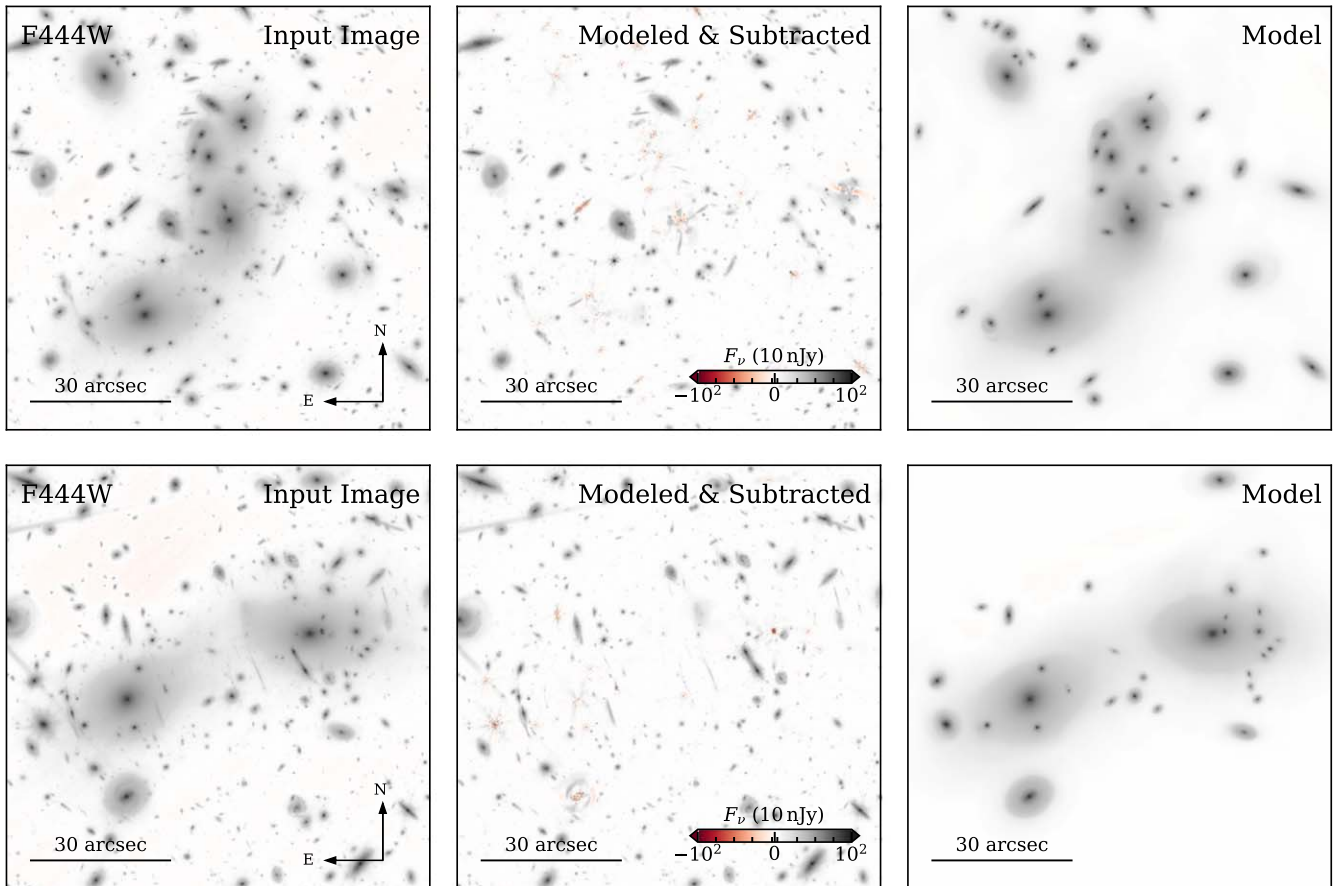 F444W Input Image
Modeled & Subtracted
Model
N
E
30 arcsec
F_ν (10 nJy)
−10² 0 10²
30 arcsec
30 arcsec
F444W Input Image
Modeled & Subtracted
Model
N
E
30 arcsec
F_ν (10 nJy)
−10² 0 10²
30 arcsec
30 arcsec